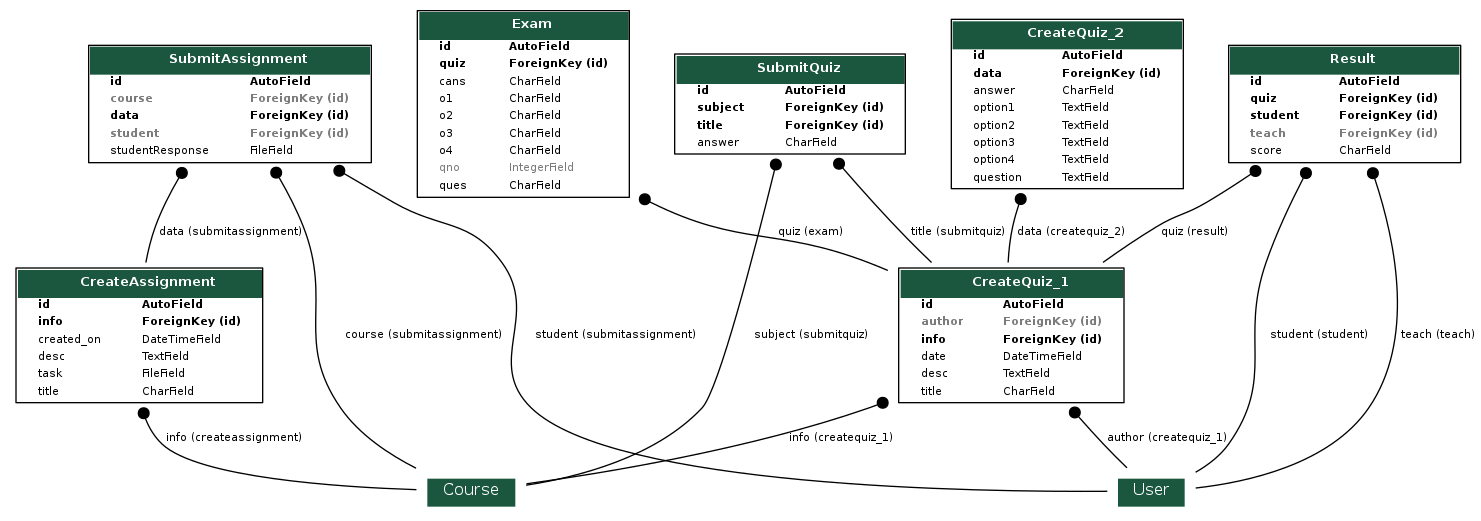 SubmitAssignment
id AutoField
course ForeignKey (id)
data ForeignKey (id)
student ForeignKey (id)
studentResponse FileField
Exam
id AutoField
quiz ForeignKey (id)
cans CharField
o1 CharField
o2 CharField
o3 CharField
o4 CharField
qno IntegerField
ques CharField
SubmitQuiz
id AutoField
subject ForeignKey (id)
title ForeignKey (id)
answer CharField
CreateQuiz_2
id AutoField
data ForeignKey (id)
answer CharField
option1 TextField
option2 TextField
option3 TextField
option4 TextField
question TextField
Result
id AutoField
quiz ForeignKey (id)
student ForeignKey (id)
teach ForeignKey (id)
score CharField
data (submitassignment)
quiz (exam)
title (submitquiz)
data (createquiz_2)
quiz (result)
CreateAssignment
id AutoField
info ForeignKey (id)
created_on DateTimeField
desc TextField
task FileField
title CharField
course (submitassignment)
student (submitassignment)
subject (submitquiz)
CreateQuiz_1
id AutoField
author ForeignKey (id)
info ForeignKey (id)
date DateTimeField
desc TextField
title CharField
student (student)
teach (teach)
info (createassignment)
info (createquiz_1)
author (createquiz_1)
Course
User